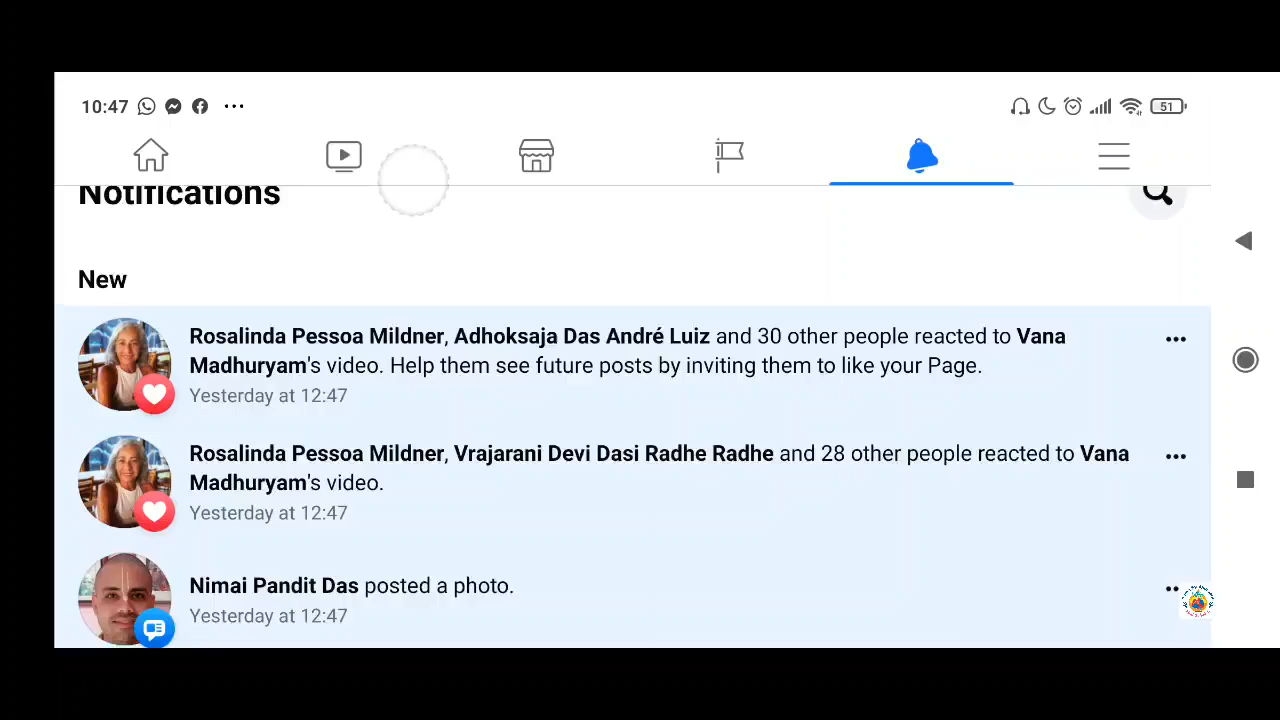 10:47
51
Notifications
New
Rosalinda Pessoa Mildner, Adhoksaja Das André Luiz and 30 other people reacted to Vana
Madhuryam's video. Help them see future posts by inviting them to like your Page.
Yesterday at 12:47
Rosalinda Pessoa Mildner, Vrajarani Devi Dasi Radhe Radhe and 28 other people reacted to Vana
Madhuryam's video.
Yesterday at 12:47
Nimai Pandit Das posted a photo.
Yesterday at 12:47